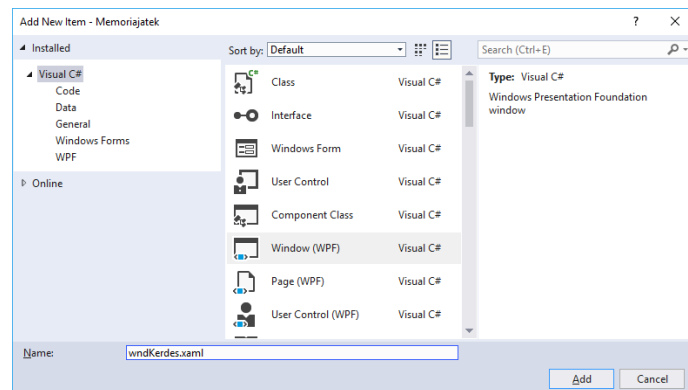 Add New Item - Memoriajatek ? ✕
Installed
Sort by: Default
Search (Ctrl+E)
Visual C#
Code
Data
General
Windows Forms
WPF
Online
C# Class Visual C#
Interface Visual C#
Windows Form Visual C#
User Control Visual C#
Component Class Visual C#
Window (WPF) Visual C#
Page (WPF) Visual C#
User Control (WPF) Visual C#
Type: Visual C#
Windows Presentation Foundation
window
Name: wndKerdes.xaml
Add Cancel